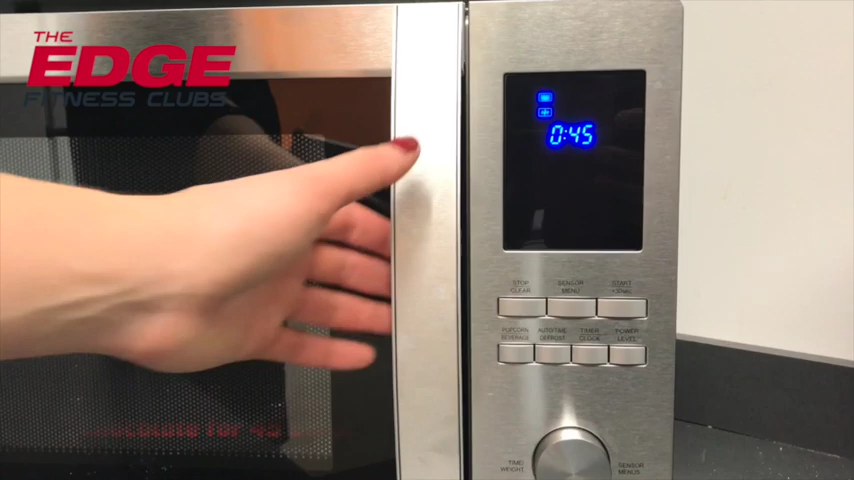 THE
EDGE
FITNESS CLUBS
0:45
STOP
CLEAR
SENSOR
MENU
START
POPCORN
BEVERAGE
AUTO/TIME
DEFROST
TIMER
CLOCK
POWER
LEVEL
TIME/
WEIGHT
SENSOR
MENUS